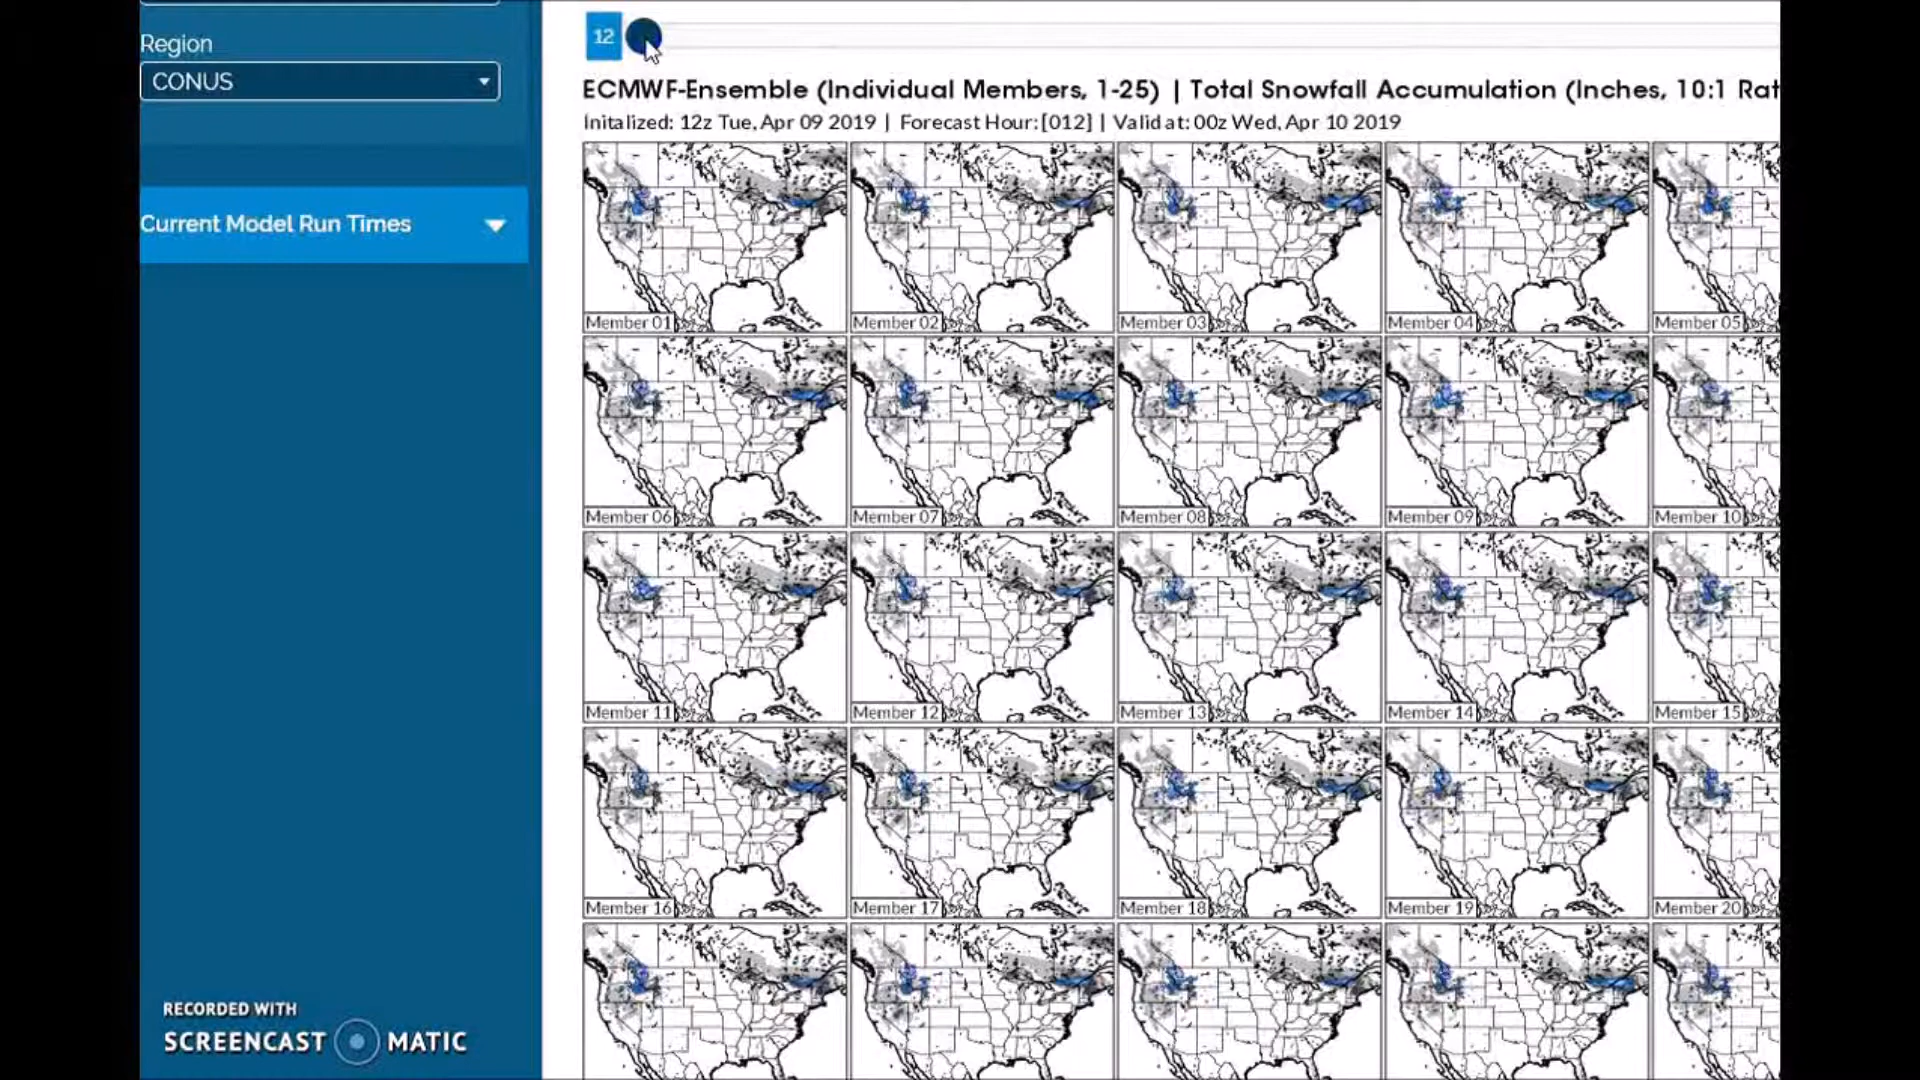 Region
CONUS
Current Model Run Times
RECORDED WITH
SCREENCAST MATIC
12
ECMWF-Ensemble (Individual Members, 1-25) | Total Snowfall Accumulation (Inches, 10:1 Rat
Initalized: 12z Tue, Apr 09 2019 | Forecast Hour: [012] | Valid at: 00z Wed, Apr 10 2019
Member 01 Member 02 Member 03 Member 04 Member 05
Member 06 Member 07 Member 08 Member 09 Member 10
Member 11 Member 12 Member 13 Member 14 Member 15
Member 16 Member 17 Member 18 Member 19 Member 20